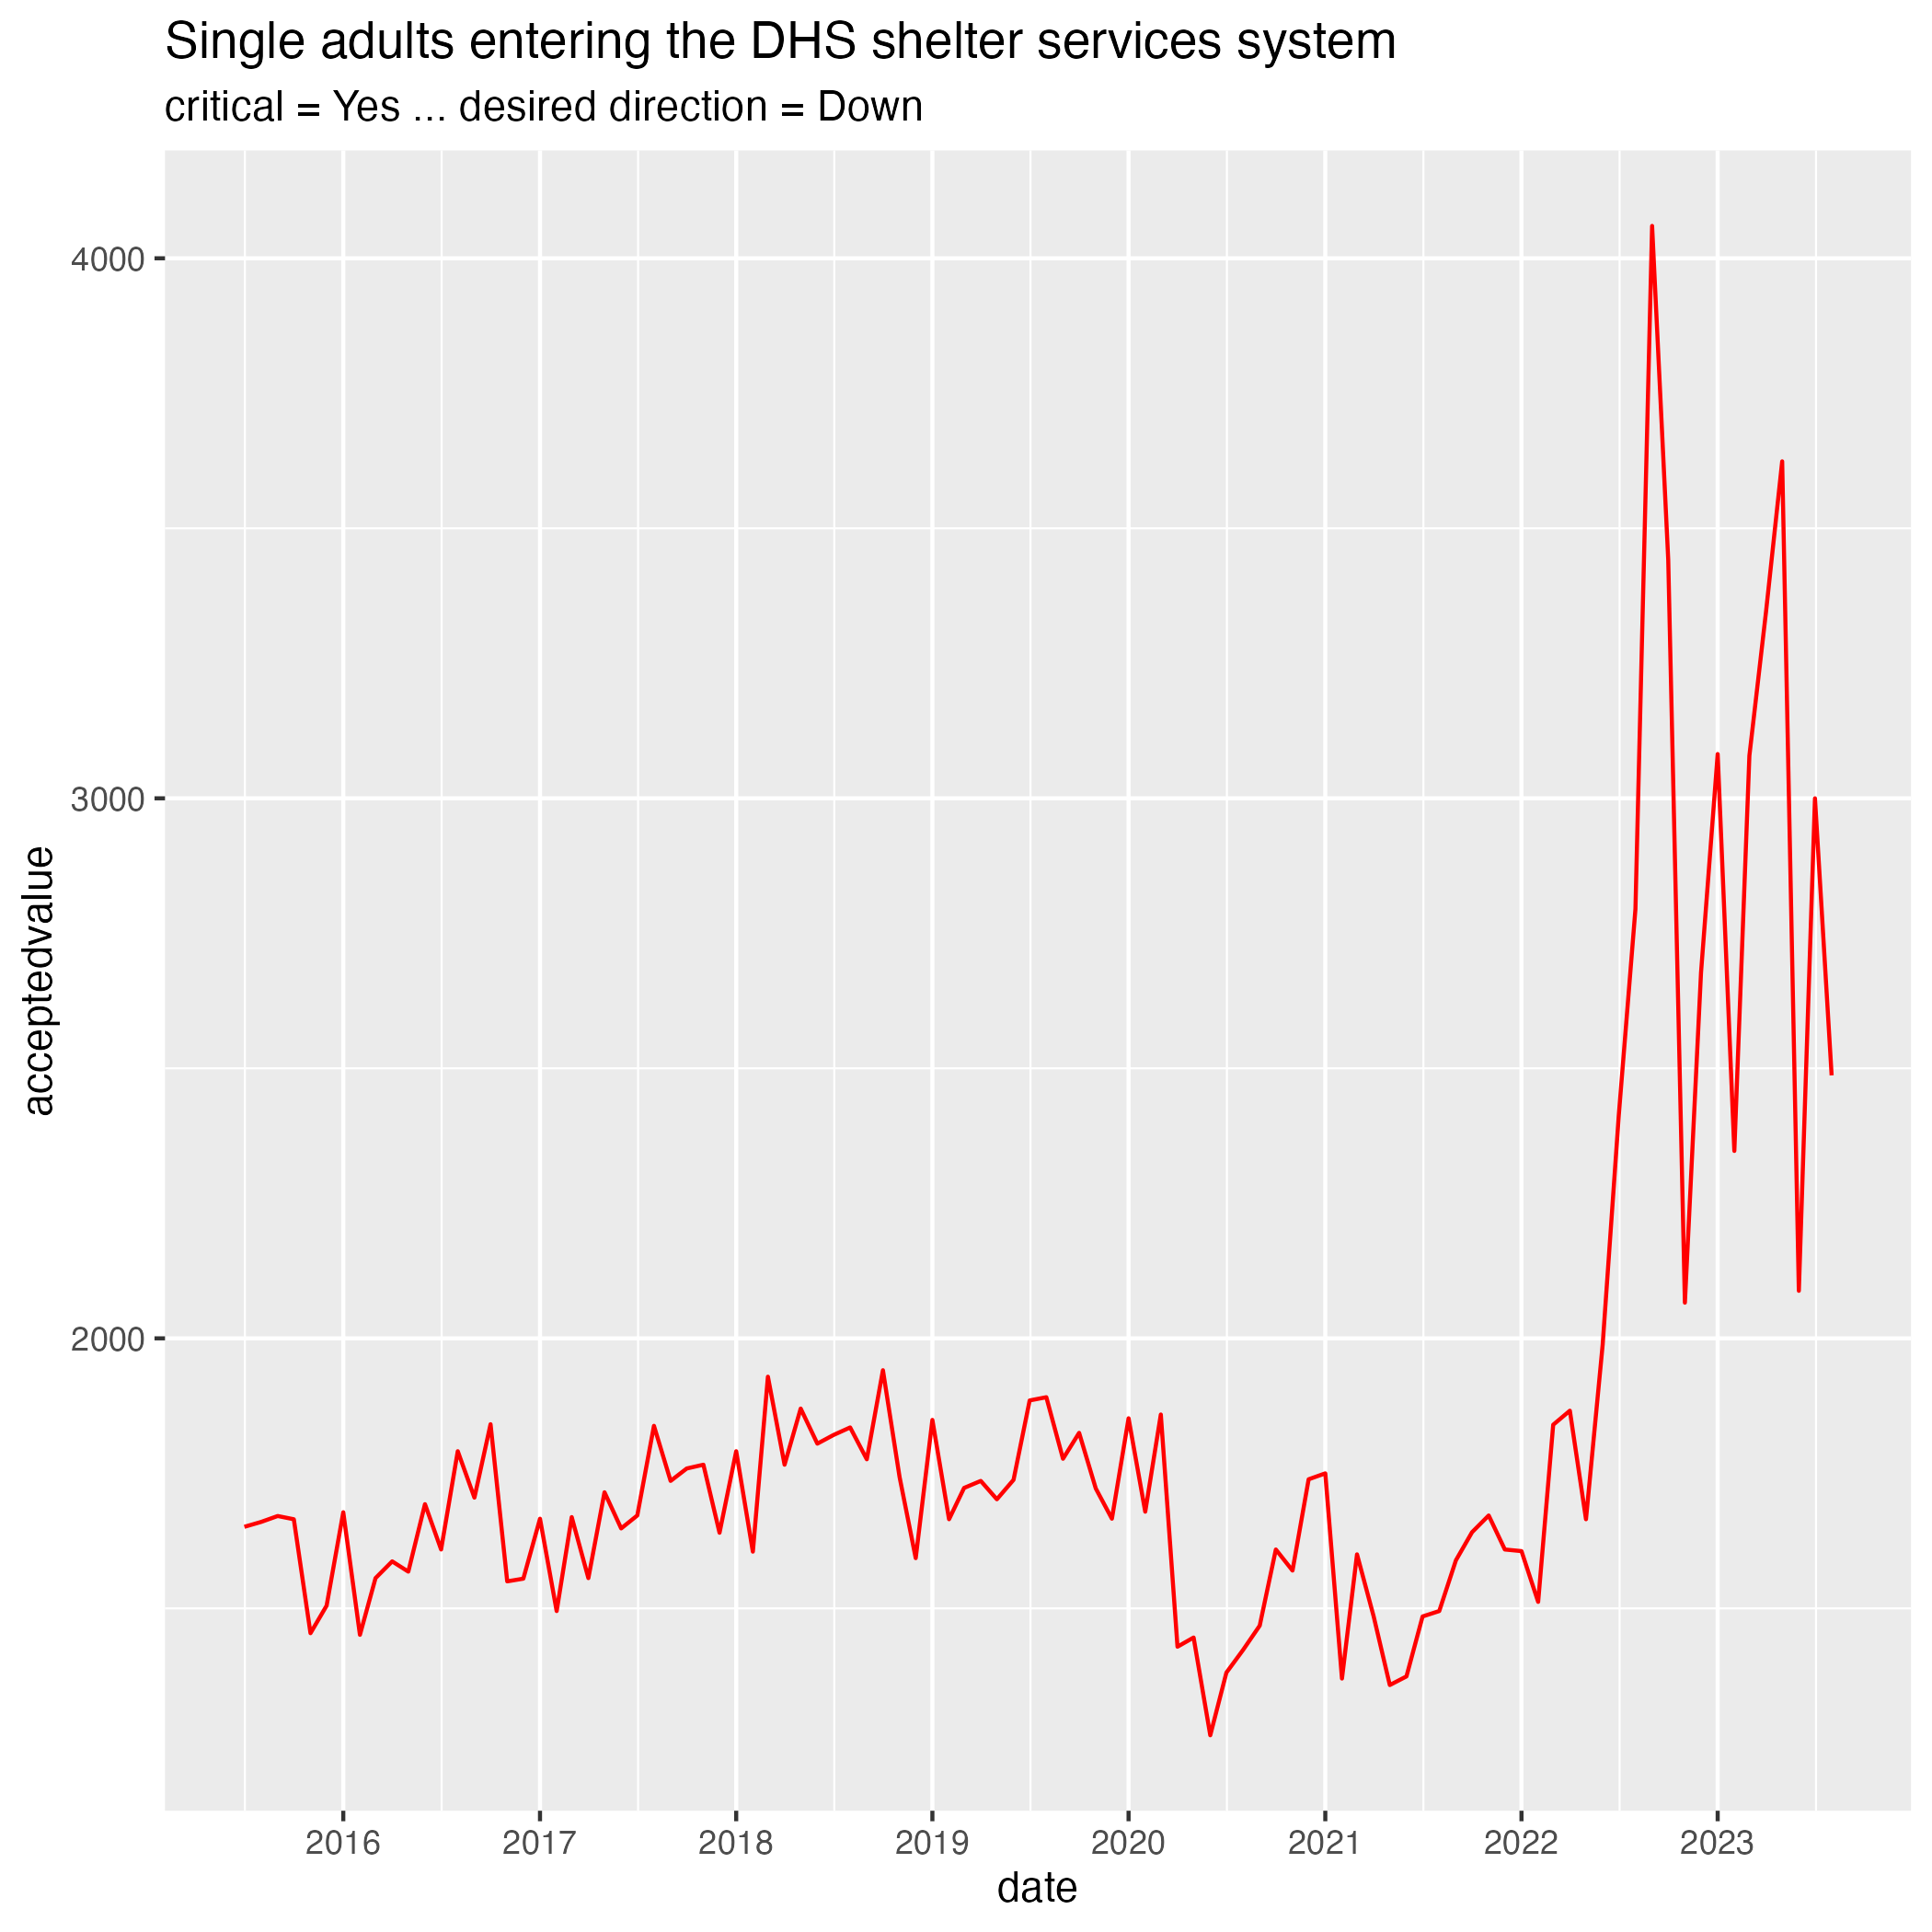 Single adults entering the DHS shelter services system
critical = Yes ... desired direction = Down
4000
3000
2000
acceptedvalue
2016 2017 2018 2019 2020 2021 2022 2023
date